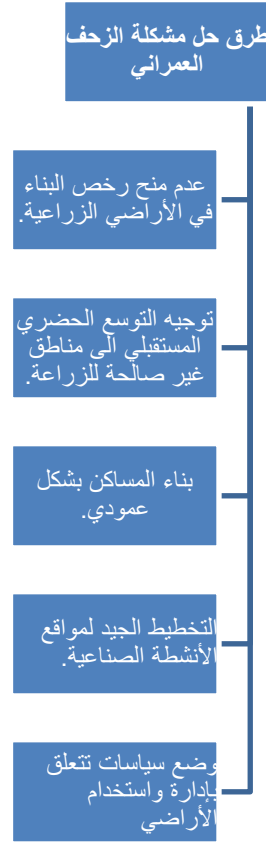 طرق حل مشكلة الزحف
العمراني
عدم منح رخص البناء
في الأراضي الزراعية.
توجيه التوسع الحضري
المستقبلي الى مناطق
غير صالحة للزراعة.
بناء المساكن بشكل
عمودي.
التخطيط الجيد لمواقع
الأنشطة الصناعية.
وضع سياسات تتعلق
بإدارة واستخدام
الأراضي